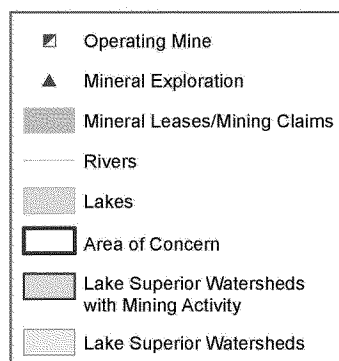 Operating Mine
Mineral Exploration
Mineral Leases/Mining Claims
Rivers
Lakes
Area of Concern
Lake Superior Watersheds
with Mining Activity
Lake Superior Watersheds